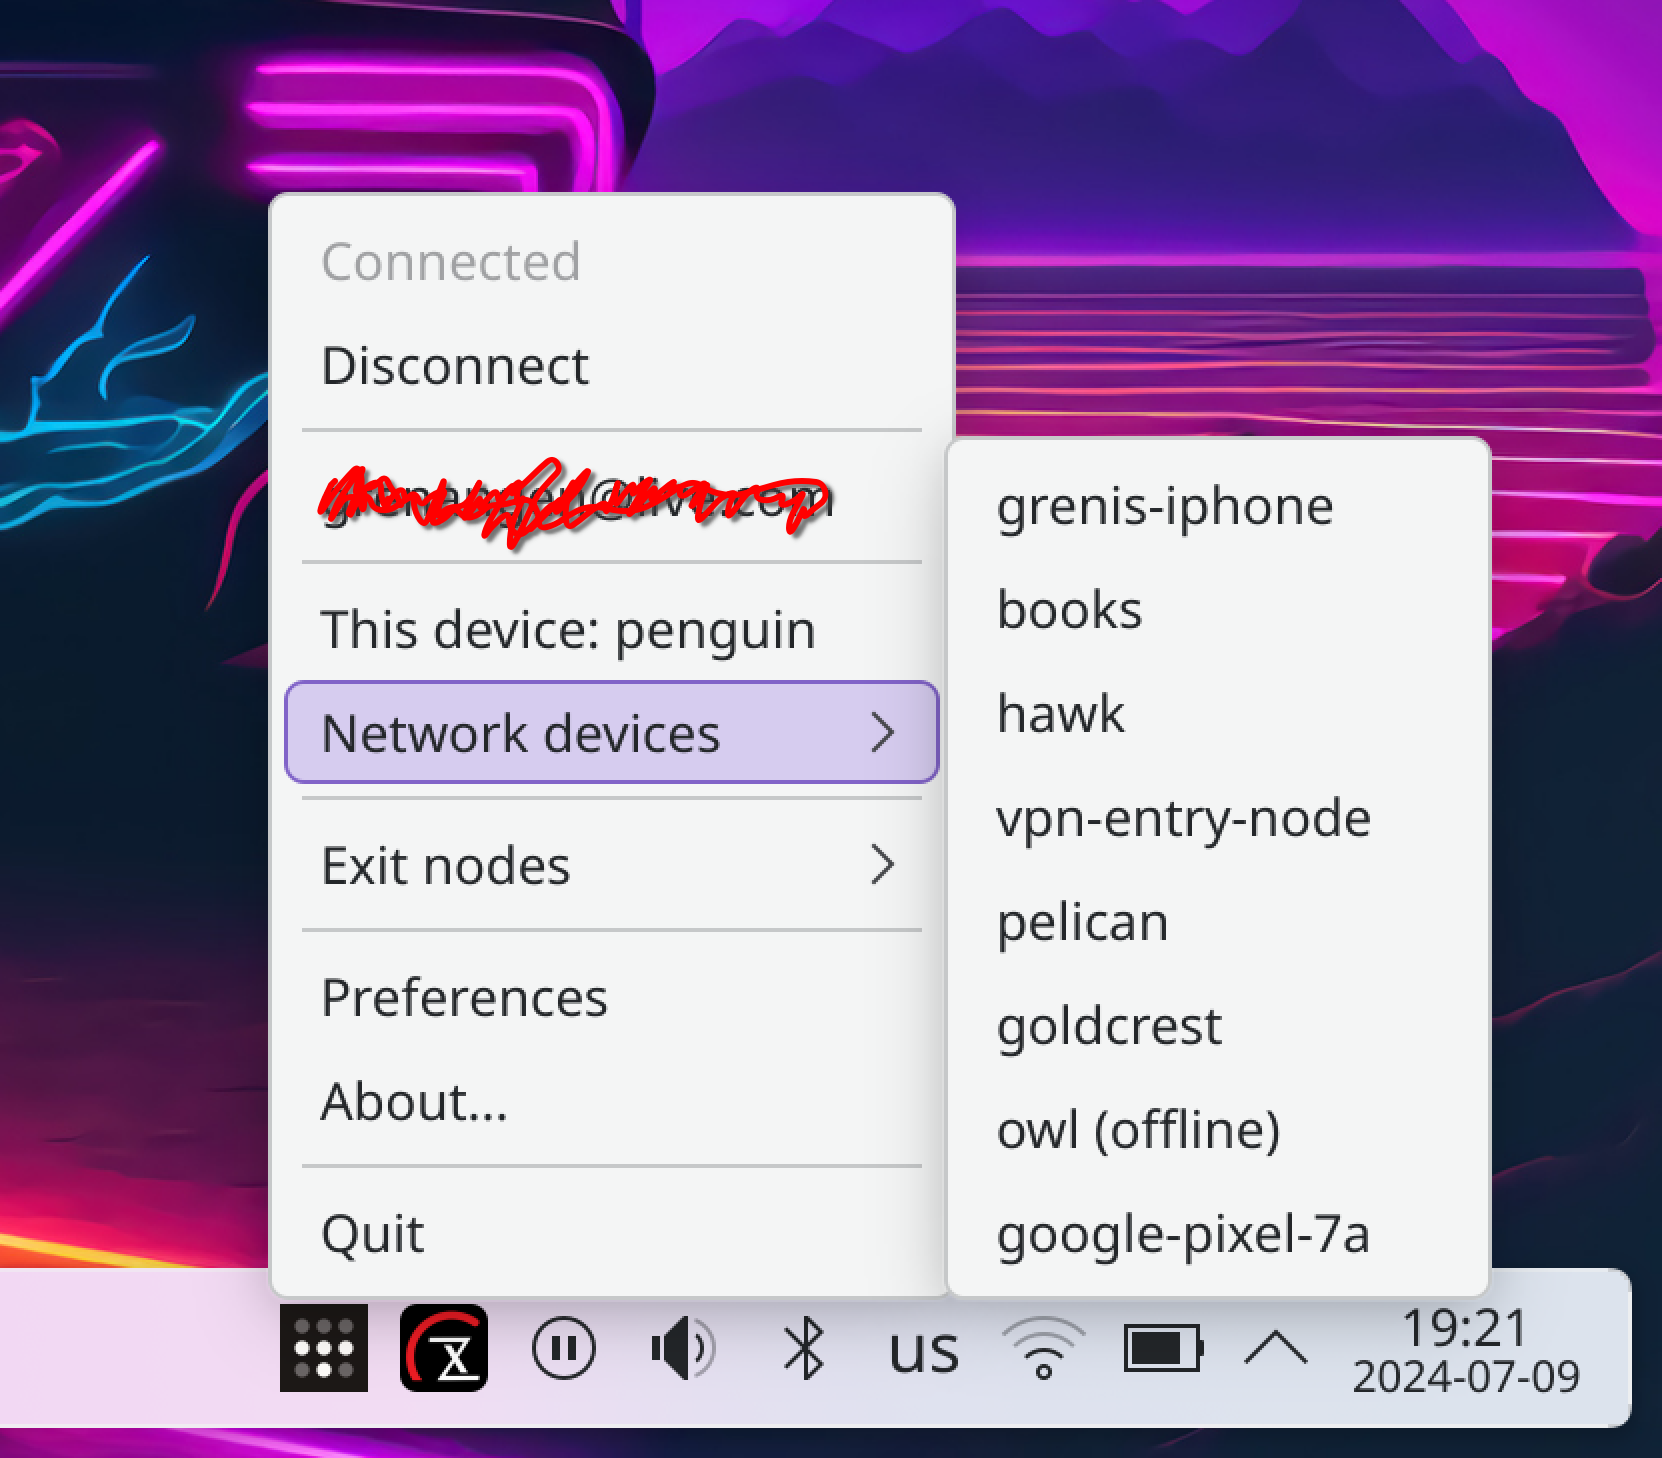 Connected
Disconnect
This device: penguin
Network devices
Exit nodes
Preferences
About...
Quit
grenis-iphone
books
hawk
vpn-entry-node
pelican
goldcrest
owl (offline)
google-pixel-7a
us
19:21
2024-07-09